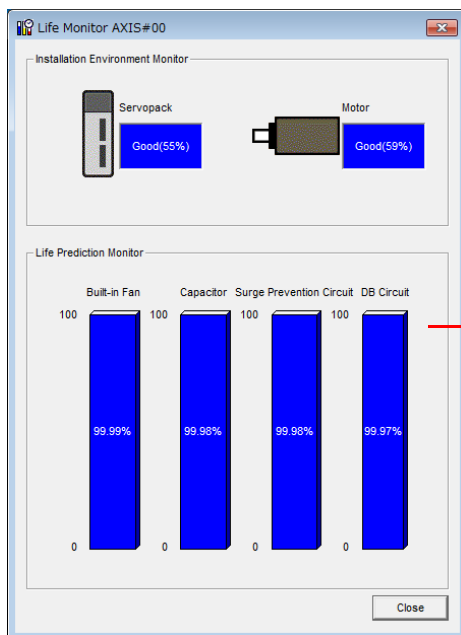 Life Monitor AXIS#00
Installation Environment Monitor
Servopack
Motor
Good(55%)
Good(59%)
Life Prediction Monitor
Built-in Fan Capacitor Surge Prevention Circuit DB Circuit
100 100 100 100
99.99% 99.98% 99.98% 99.97%
0 0 0 0
Close